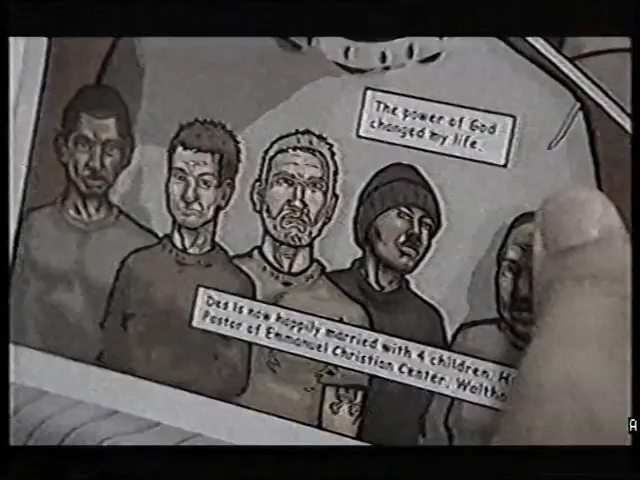 The power of God
changed my life.
Des is now happily married with 4 children. H
Pastor of Emmanuel Christian Center, Waltha
A